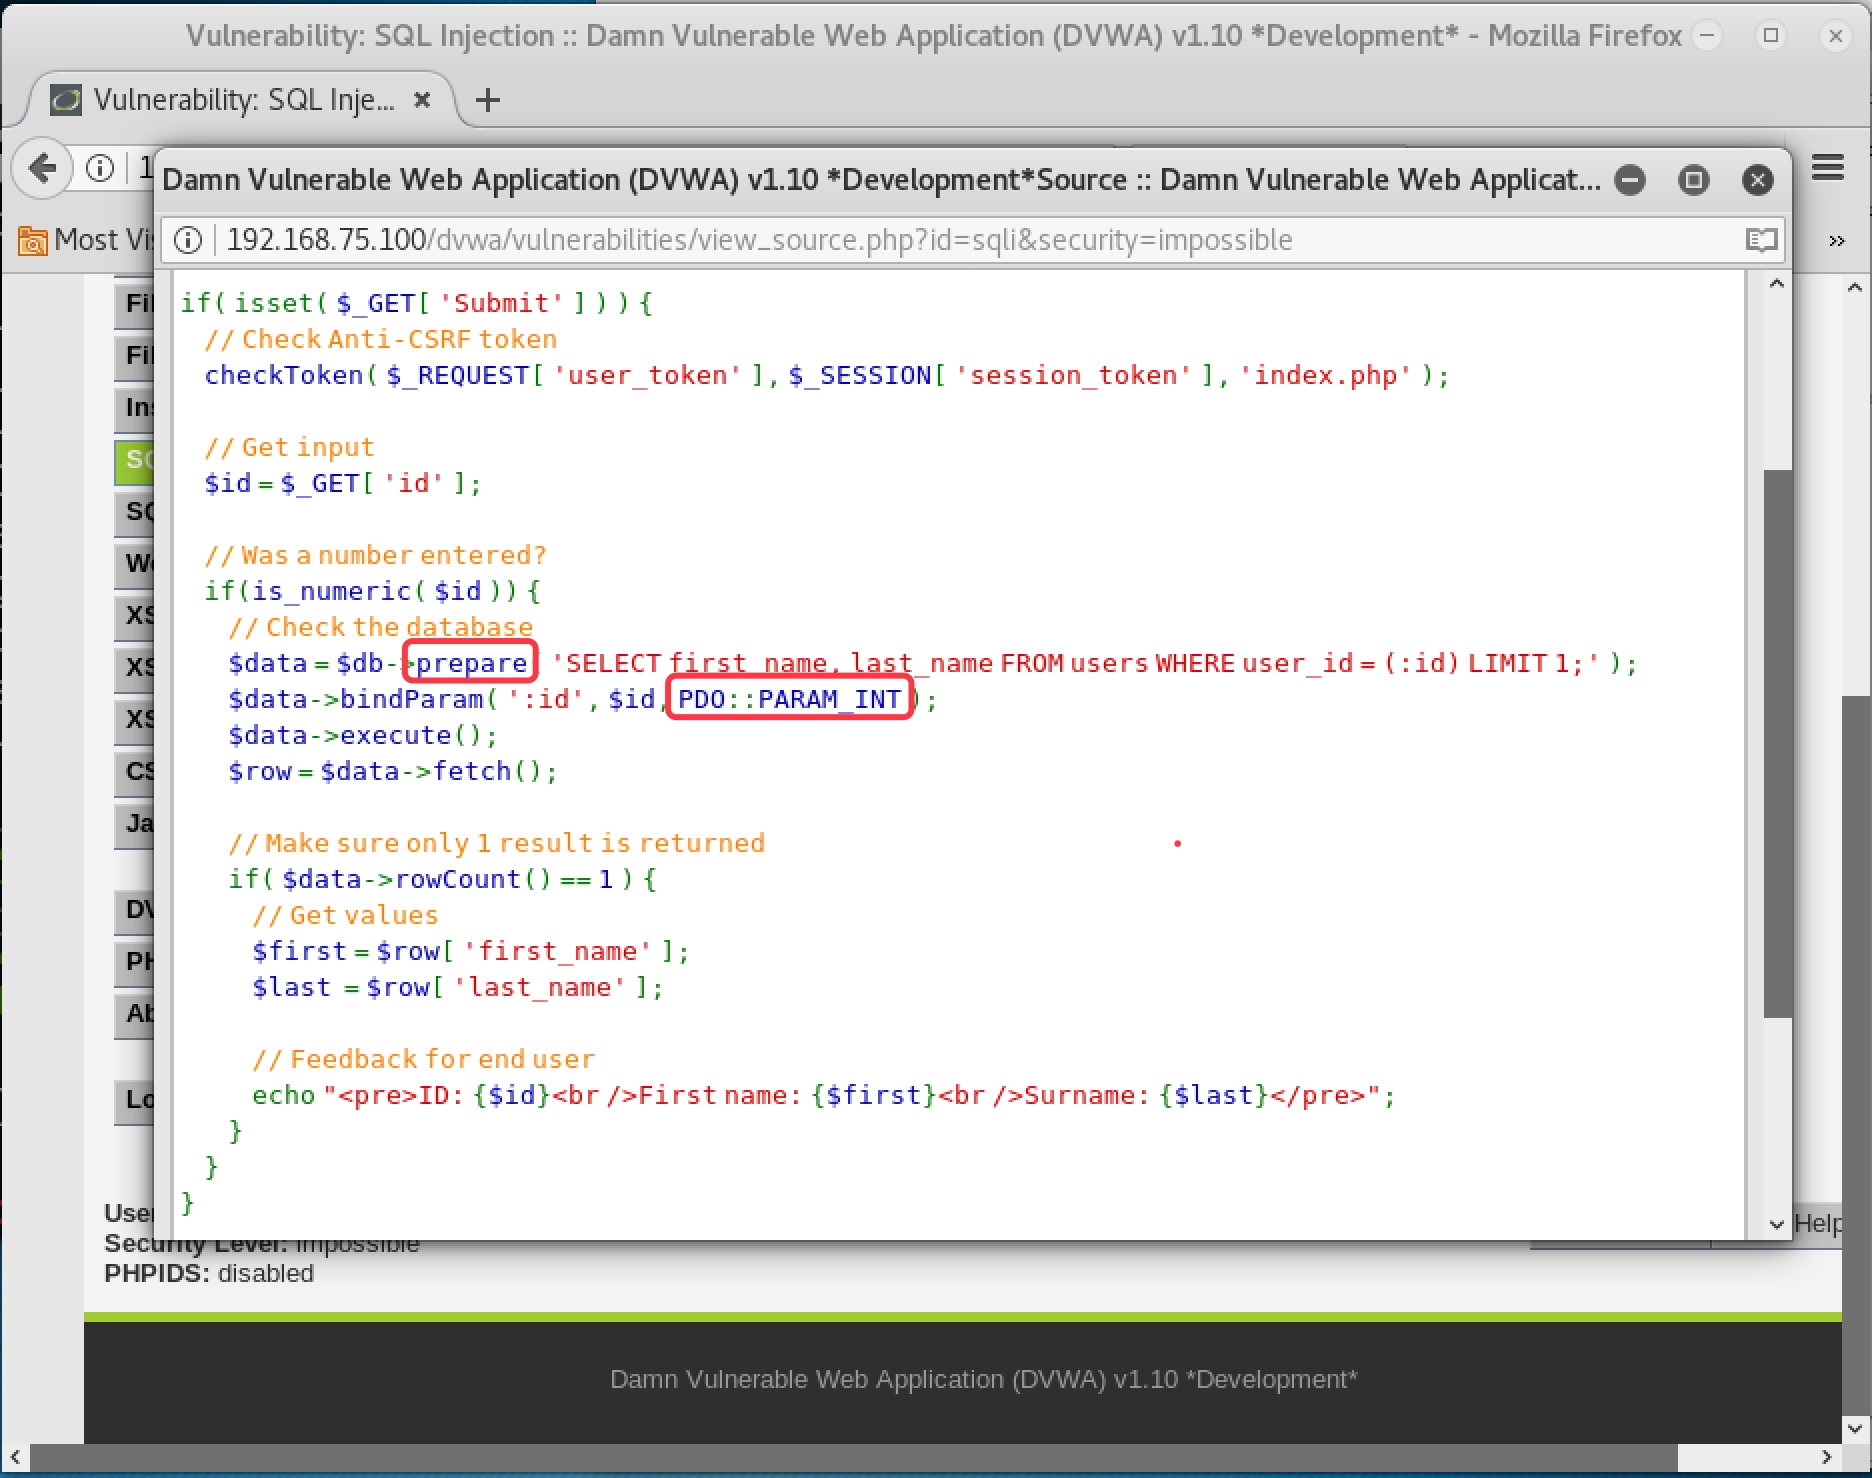 Vulnerability: SQL Injection :: Damn Vulnerable Web Application (DVWA) v1.10 *Development* - Mozilla Firefox
Vulnerability: SQL Inje...
Damn Vulnerable Web Application (DVWA) v1.10 *Development*Source :: Damn Vulnerable Web Applicat...
192.168.75.100/dvwa/vulnerabilities/view_source.php?id=sqli&security=impossible
Most Vi
if( isset( $_GET[ 'Submit' ] ) ) {
// Check Anti-CSRF token
checkToken( $_REQUEST[ 'user_token' ], $_SESSION[ 'session_token' ], 'index.php' );
// Get input
$id = $_GET[ 'id' ];
// Was a number entered?
if(is_numeric( $id )) {
// Check the database
$data = $db->prepare 'SELECT first_name, last_name FROM users WHERE user_id = (:id) LIMIT 1;' );
$data->bindParam( ':id', $id, PDO::PARAM_INT );
$data->execute();
$row = $data->fetch();
// Make sure only 1 result is returned
if( $data->rowCount() == 1 ) {
// Get values
$first = $row[ 'first_name' ];
$last = $row[ 'last_name' ];
// Feedback for end user
echo "<pre>ID: {$id}<br />First name: {$first}<br />Surname: {$last}</pre>";
}
}
}
Fil
Fil
Ins
SQ
SQ
We
XS
XS
XS
CS
Ja
DV
PH
Ab
Lo
Help
User
Security Level: impossible
PHPIDS: disabled
Damn Vulnerable Web Application (DVWA) v1.10 *Development*